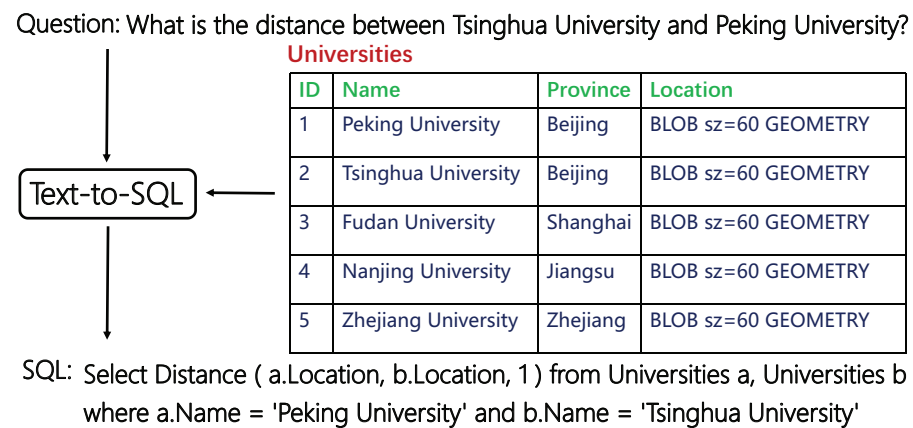 Question: What is the distance between Tsinghua University and Peking University?
Universities
ID Name Province Location
1 Peking University Beijing BLOB sz=60 GEOMETRY
2 Tsinghua University Beijing BLOB sz=60 GEOMETRY
Text-to-SQL
3 Fudan University Shanghai BLOB sz=60 GEOMETRY
4 Nanjing University Jiangsu BLOB sz=60 GEOMETRY
5 Zhejiang University Zhejiang BLOB sz=60 GEOMETRY
SQL: Select Distance ( a.Location, b.Location, 1 ) from Universities a, Universities b
where a.Name = 'Peking University' and b.Name = 'Tsinghua University'